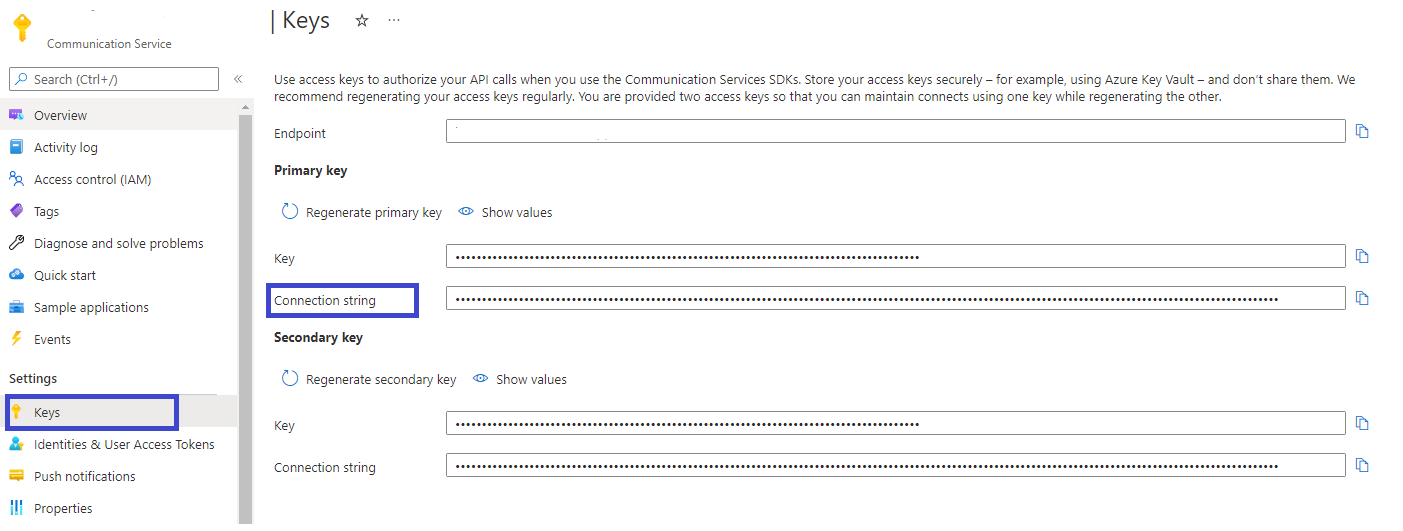 Communication Service
Search (Ctrl+/)
«
Overview
Activity log
Access control (IAM)
Tags
Diagnose and solve problems
Quick start
Sample applications
Events
Settings
Keys
Identities & User Access Tokens
Push notifications
Properties
| Keys
Use access keys to authorize your API calls when you use the Communication Services SDKs. Store your access keys securely – for example, using Azure Key Vault – and don't share them. We
recommend regenerating your access keys regularly. You are provided two access keys so that you can maintain connects using one key while regenerating the other.
Endpoint
Primary key
Regenerate primary key Show values
Key
Connection string
Secondary key
Regenerate secondary key Show values
Key
Connection string